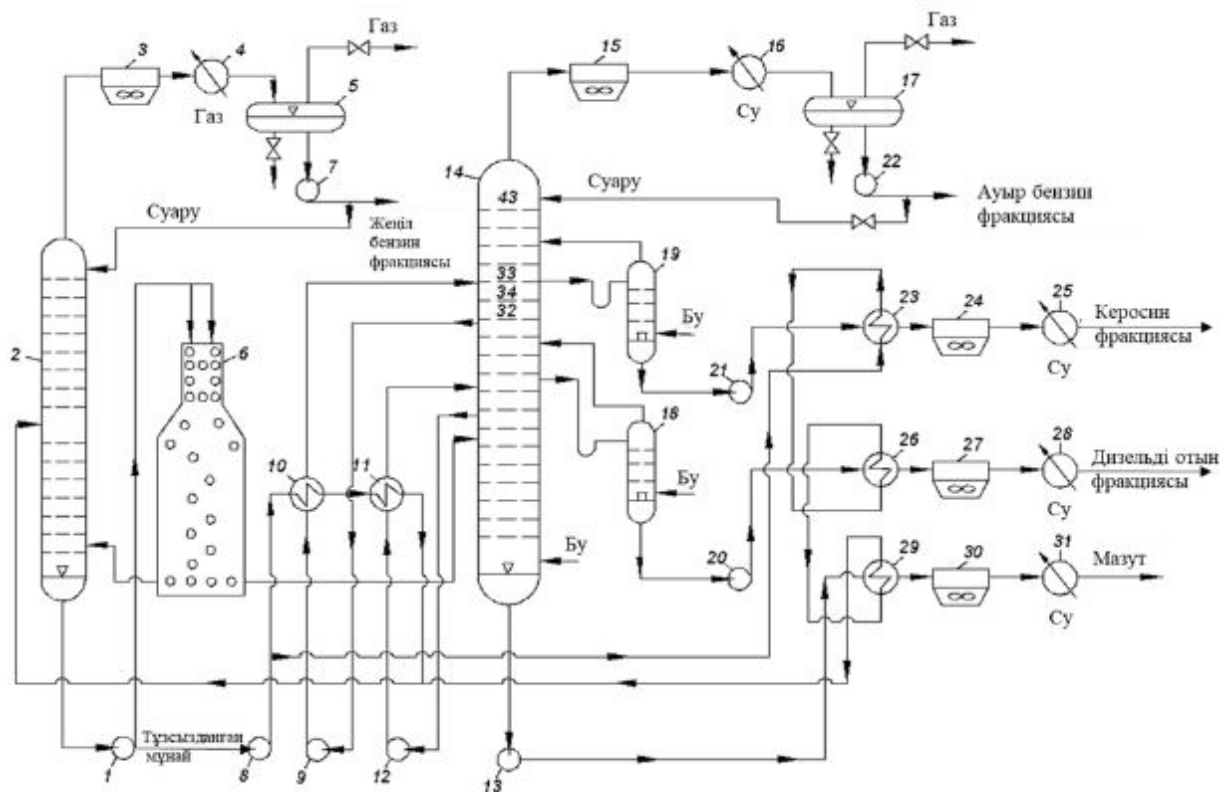 Газ
3
4
5
Газ
7
Суару
Жеңіл
бензин
фракциясы
2
6
Газ
15
16
17
Су
14
43
Суару
22
Ауыр бензин
фракциясы
33
34
32
19
Бу
21
23
24
25
Керосин
фракциясы
Су
10
11
18
Бу
20
26
27
28
Дизельді отын
фракциясы
Су
Бу
29
30
31
Мазут
Су
Тұзсызданған
мұнай
1
8
9
12
13